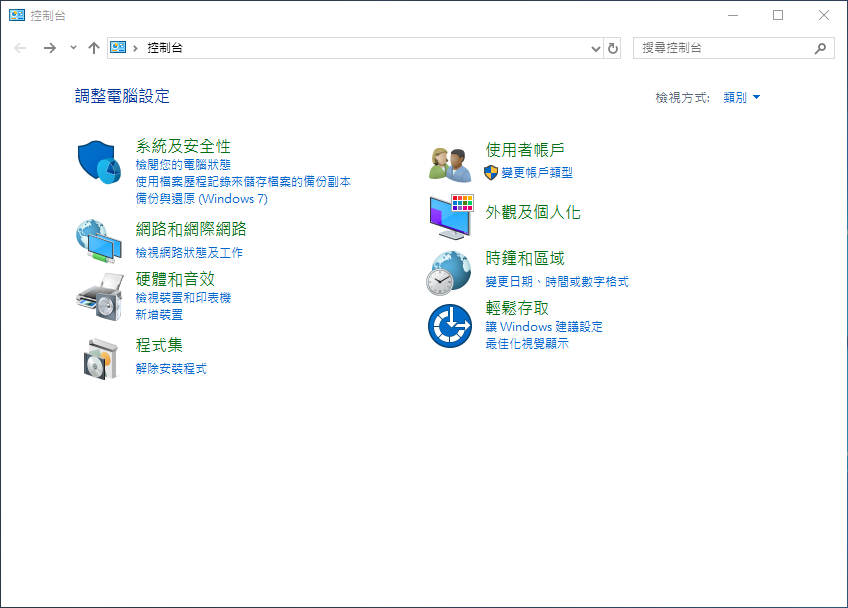 控制台
控制台
搜尋控制台
調整電腦設定
檢視方式:
類別
系統及安全性
檢閱您的電腦狀態
使用檔案歷程記錄來儲存檔案的備份副本
備份與還原 (Windows 7)
網路和網際網路
檢視網路狀態及工作
硬體和音效
檢視裝置和印表機
新增裝置
程式集
解除安裝程式
使用者帳戶
變更帳戶類型
外觀及個人化
時鐘和區域
變更日期、時間或數字格式
輕鬆存取
讓 Windows 建議設定
最佳化視覺顯示